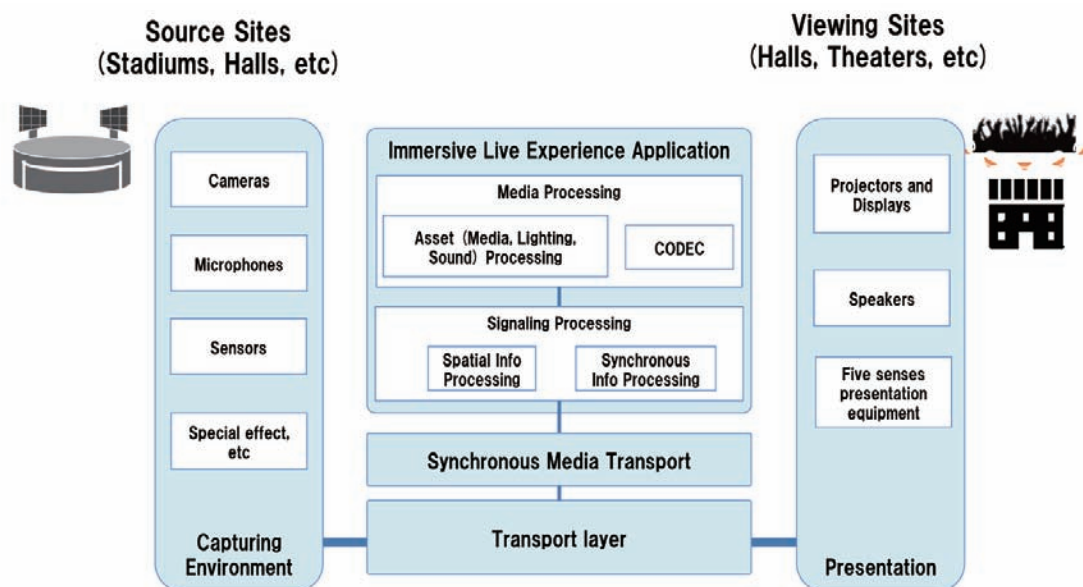 Source Sites
(Stadiums, Halls, etc)
Viewing Sites
(Halls, Theaters, etc)
Cameras
Microphones
Sensors
Special effect,
etc
Capturing
Environment
Immersive Live Experience Application
Media Processing
Asset (Media, Lighting,
Sound) Processing
CODEC
Signaling Processing
Spatial Info
Processing
Synchronous
Info Processing
Synchronous Media Transport
Transport layer
Projectors and
Displays
Speakers
Five senses
presentation
equipment
Presentation